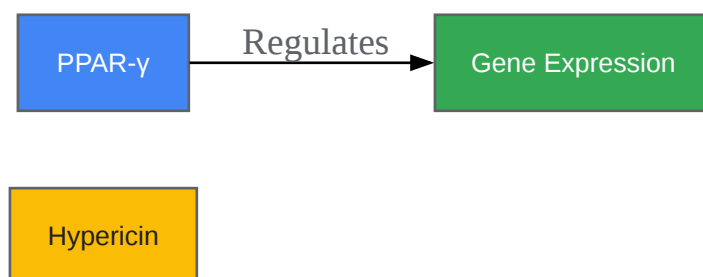 PPAR-γ
Regulates
Gene Expression
Hypericin